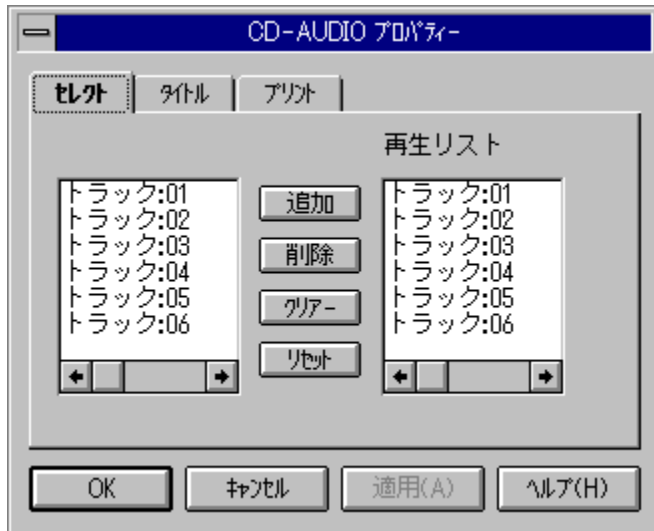 CD-AUDIO ﾌﾟﾛﾊﾟﾃｨｰ
ｾﾚｸﾄ ﾀｲﾄﾙ ﾌﾟﾘﾝﾄ
再生リスト
トラック:01
トラック:02
トラック:03
トラック:04
トラック:05
トラック:06
追加
削除
ｸﾘｱｰ
ﾘｾｯﾄ
トラック:01
トラック:02
トラック:03
トラック:04
トラック:05
トラック:06
OK ｷｬﾝｾﾙ 適用(A) ﾍﾙﾌﾟ(H)